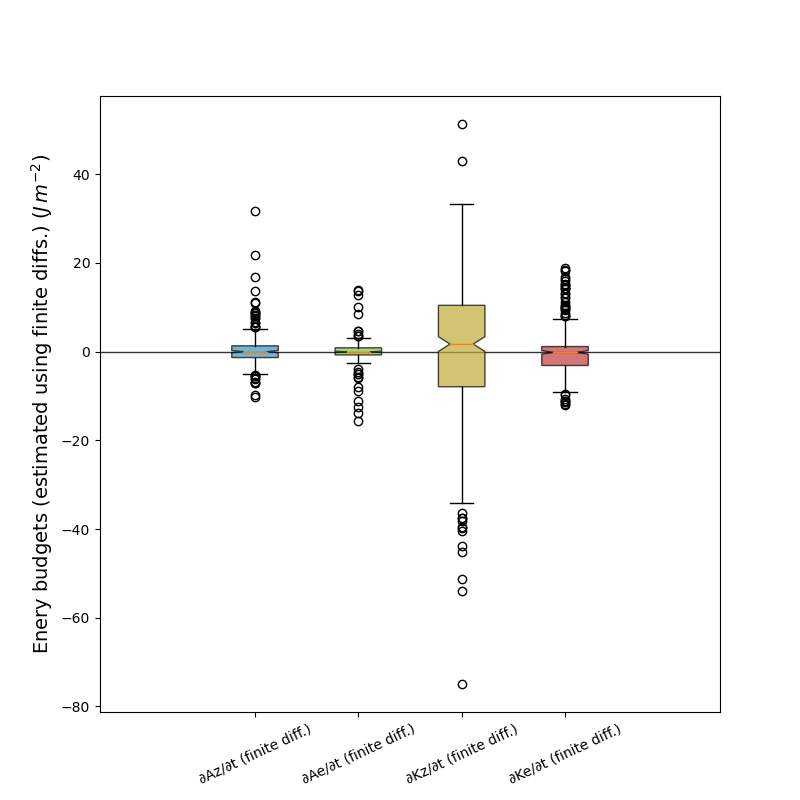 Enery budgets (estimated using finite diffs.) (J m⁻²)
40
20
0
−20
−40
−60
−80
∂Az/∂t (finite diff.)
∂Ae/∂t (finite diff.)
∂Kz/∂t (finite diff.)
∂Ke/∂t (finite diff.)